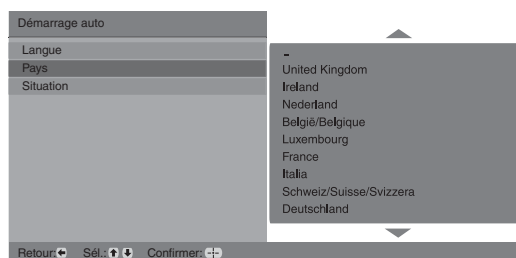 Démarrage auto
Langue
Pays
Situation
-
United Kingdom
Ireland
Nederland
België/Belgique
Luxembourg
France
Italia
Schweiz/Suisse/Svizzera
Deutschland
Retour: Sél.: Confirmer: